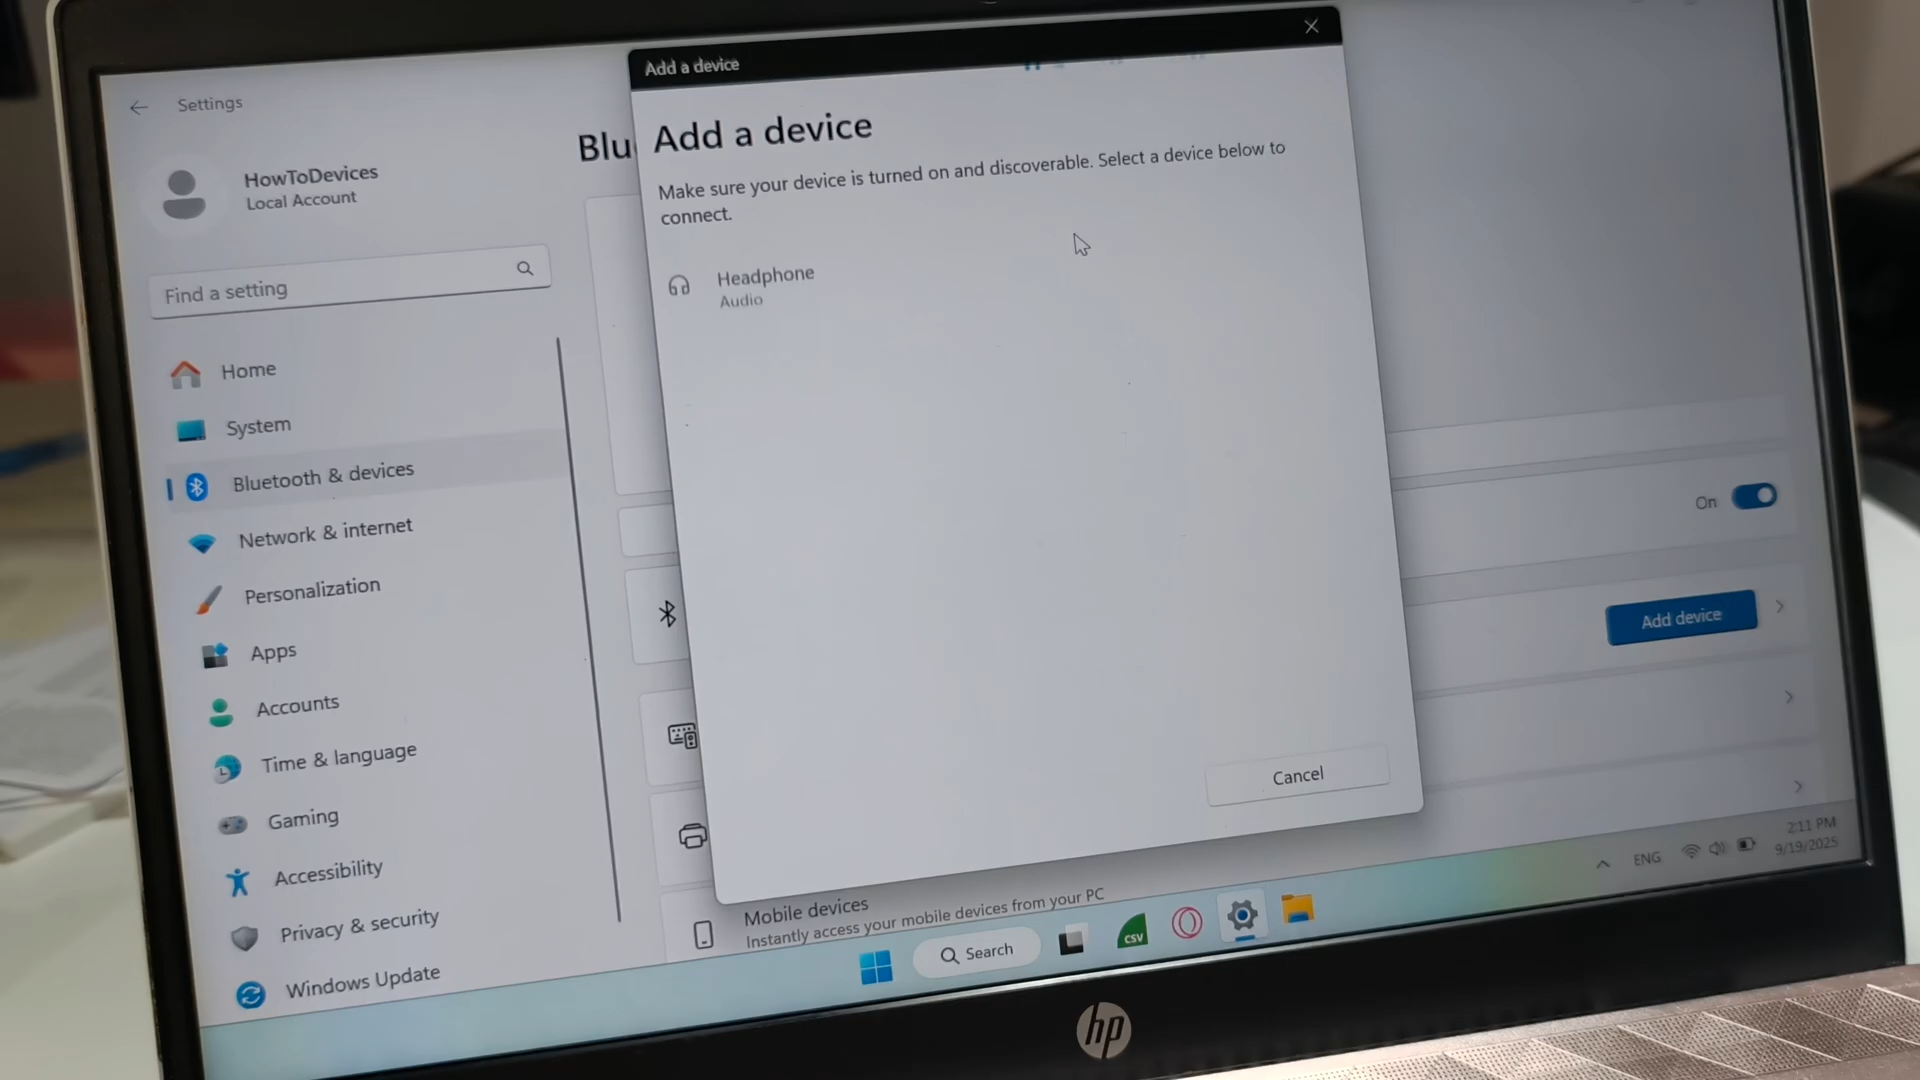 Settings
HowToDevices
Local Account
Find a setting
Home
System
Bluetooth & devices
Network & internet
Personalization
Apps
Accounts
Time & language
Gaming
Accessibility
Privacy & security
Windows Update
Blu
Add a device
Add a device
Make sure your device is turned on and discoverable. Select a device below to
connect.
Headphone
Audio
Cancel
On
Add device
Mobile devices
Instantly access your mobile devices from your PC
Search
CSV
ENG
2:11 PM
9/19/2025
hp